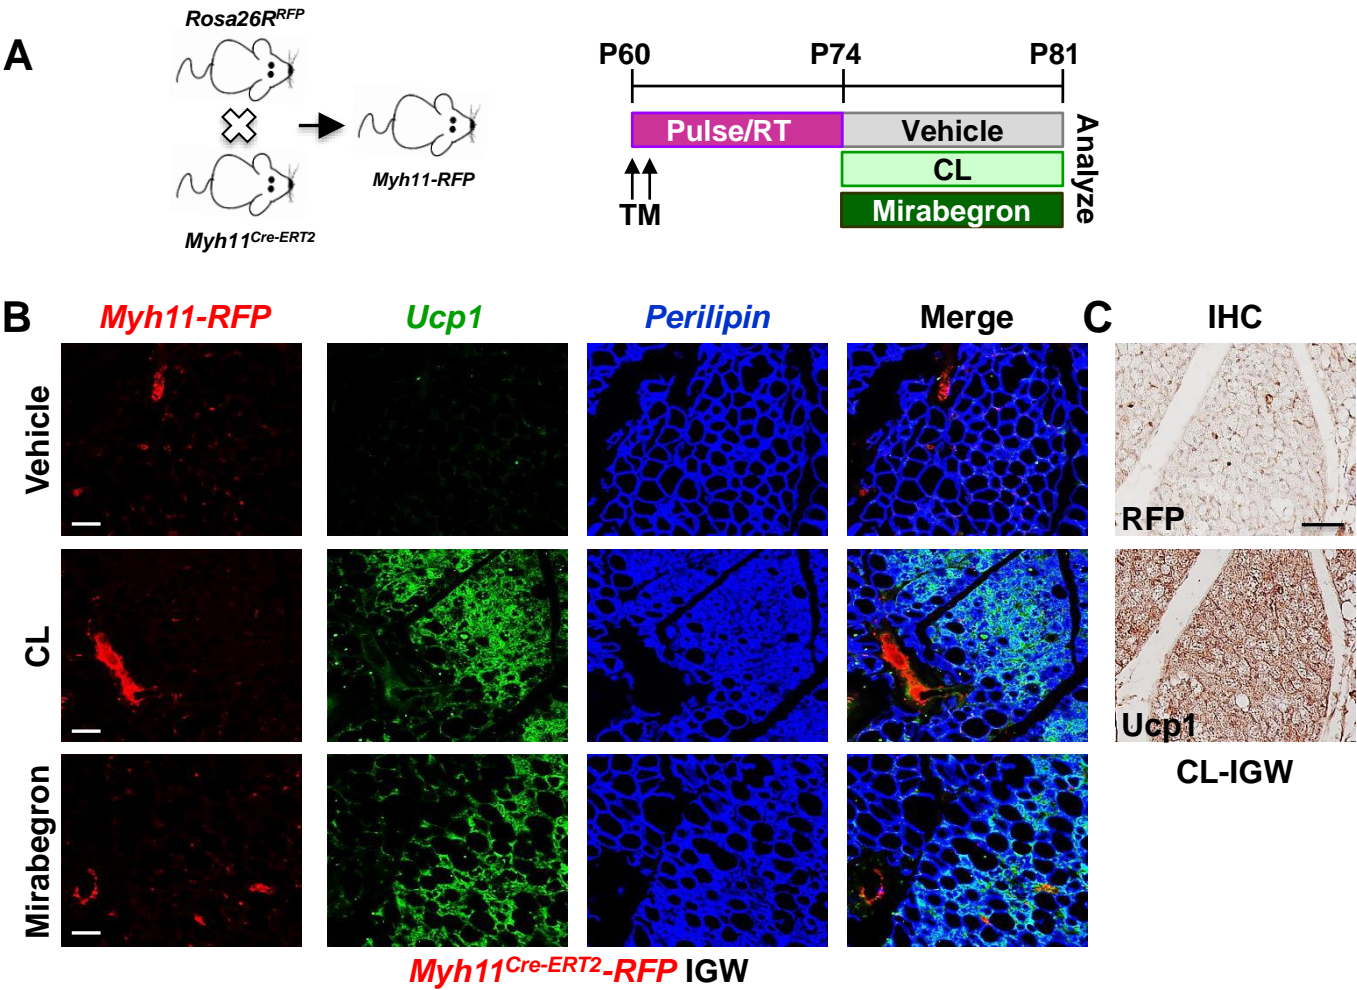 A
Rosa26R^RFP
Myh11-RFP
Myh11^Cre-ERT2
P60 P74 P81
Pulse/RT Vehicle
CL
Mirabegron
TM
Analyze
B Myh11-RFP Ucp1 Perilipin Merge
C IHC
Vehicle
RFP
CL
Ucp1
CL-IGW
Mirabegron
Myh11^Cre-ERT2-RFP IGW